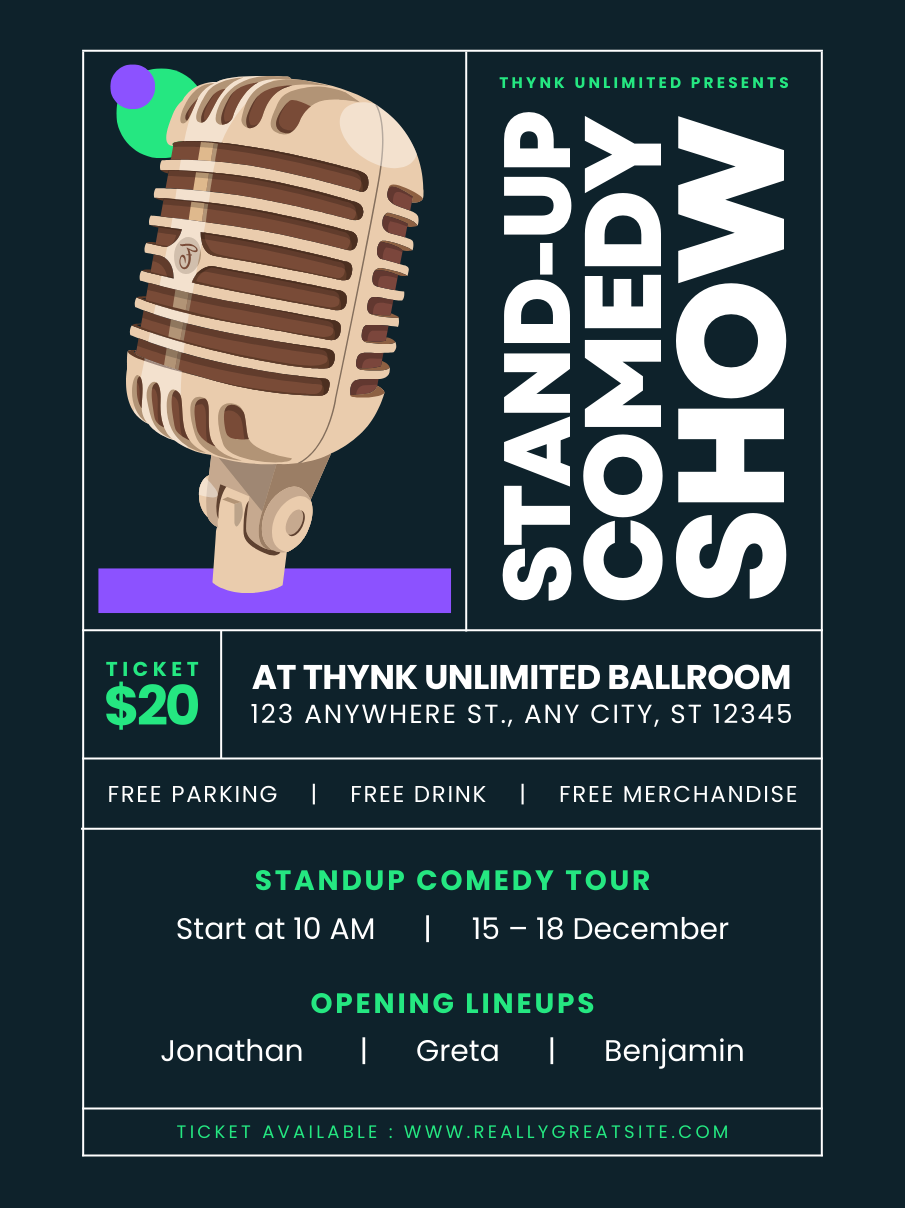 THYNK UNLIMITED PRESENTS
STAND-UP
COMEDY
SHOW
TICKET
$20
AT THYNK UNLIMITED BALLROOM
123 ANYWHERE ST., ANY CITY, ST 12345
FREE PARKING | FREE DRINK | FREE MERCHANDISE
STANDUP COMEDY TOUR
Start at 10 AM | 15 – 18 December
OPENING LINEUPS
Jonathan | Greta | Benjamin
TICKET AVAILABLE : WWW.REALLYGREATSITE.COM